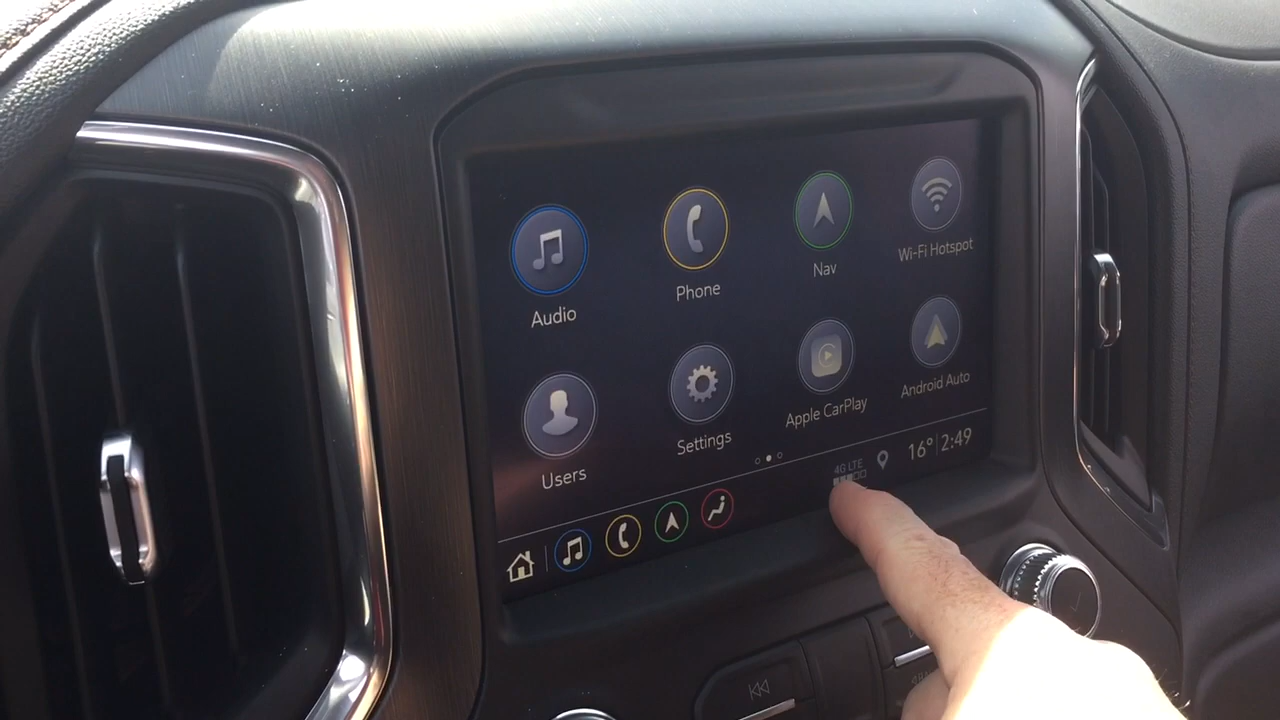 Audio
Phone
Nav
Wi-Fi Hotspot
Users
Settings
Apple CarPlay
Android Auto
4G LTE
16° 2:49